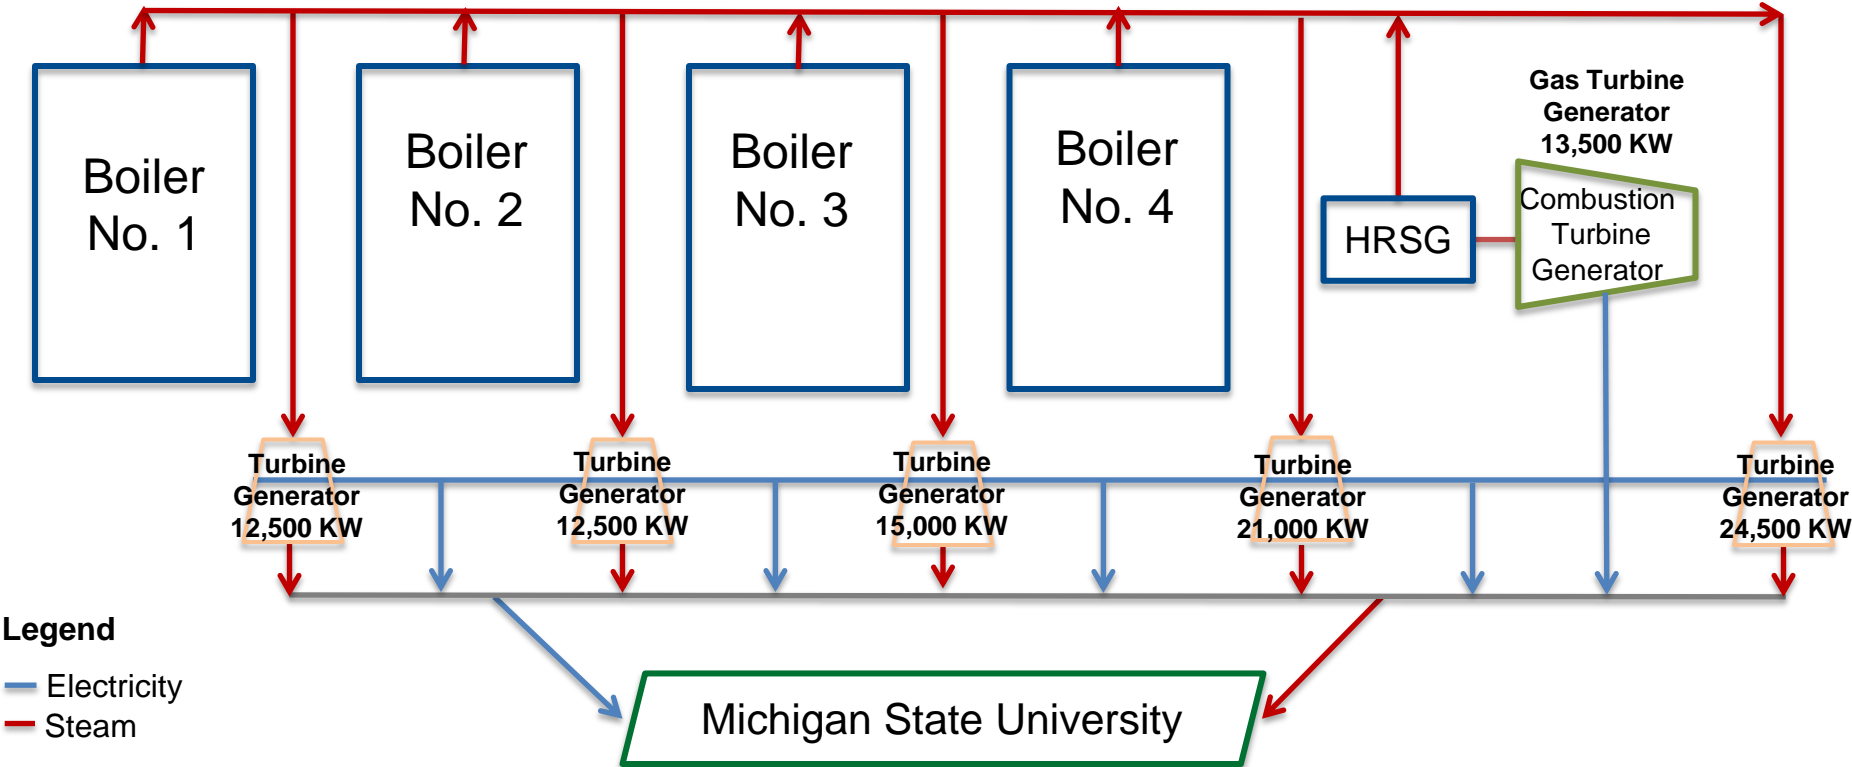 Boiler
No. 1
Boiler
No. 2
Boiler
No. 3
Boiler
No. 4
HRSG
Gas Turbine
Generator
13,500 KW
Combustion
Turbine
Generator
Turbine
Generator
12,500 KW
Turbine
Generator
12,500 KW
Turbine
Generator
15,000 KW
Turbine
Generator
21,000 KW
Turbine
Generator
24,500 KW
Legend
Electricity
Steam
Michigan State University